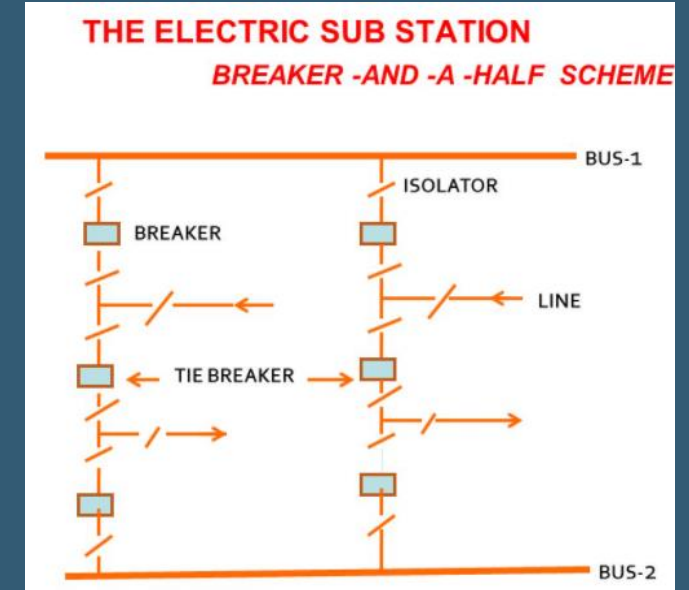 THE ELECTRIC SUB STATION
BREAKER -AND -A -HALF SCHEME
BUS-1
ISOLATOR
BREAKER
LINE
TIE BREAKER
BUS-2